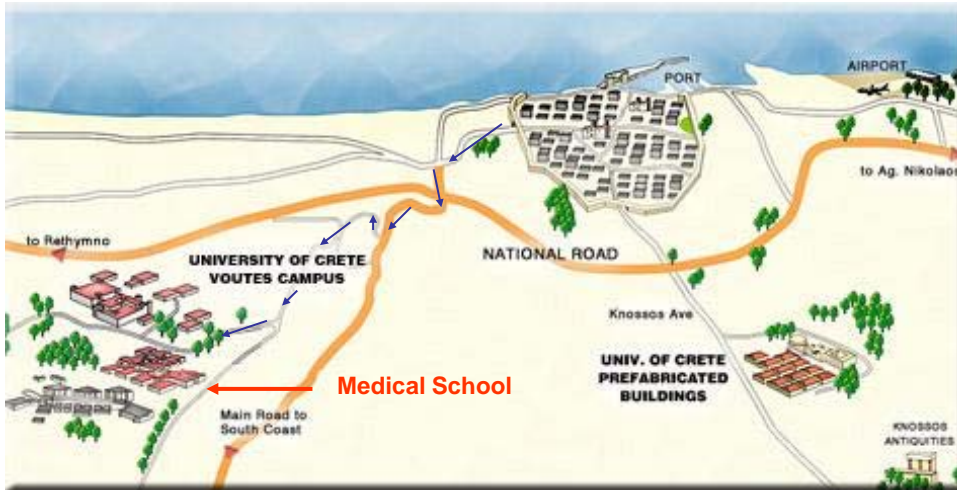 AIRPORT
PORT
to Ag. Nikolaos
to Rethymno
UNIVERSITY OF CRETE
VOUTES CAMPUS
NATIONAL ROAD
Knossos Ave
UNIV. OF CRETE
PREFABRICATED
BUILDINGS
Medical School
Main Road to
South Coast
KNOSSOS
ANTIQUITIES